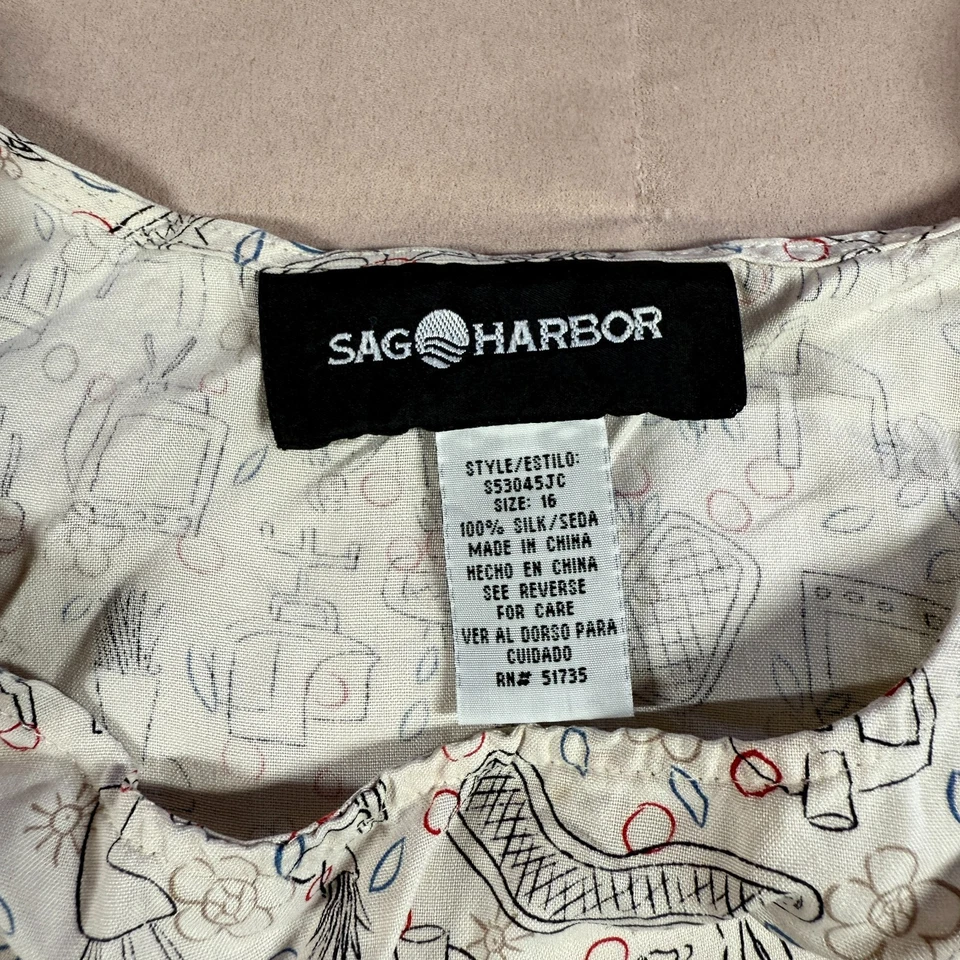 SAG HARBOR
STYLE/ESTILO:
S53045JC
SIZE: 16
100% SILK/SEDA
MADE IN CHINA
HECHO EN CHINA
SEE REVERSE
FOR CARE
VER AL DORSO PARA
CUIDADO
RN# 51735